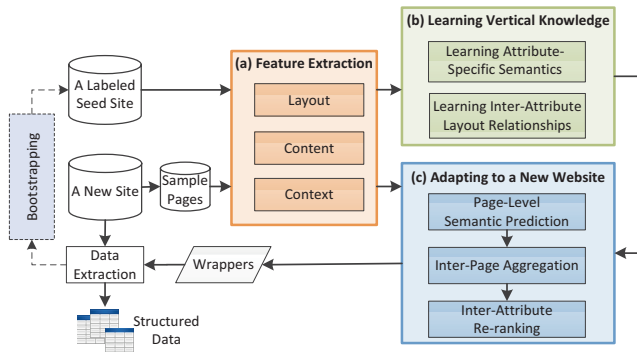 (b) Learning Vertical Knowledge
Learning Attribute-
Specific Semantics
Learning Inter-Attribute
Layout Relationships
(a) Feature Extraction
Layout
Content
Context
A Labeled
Seed Site
Bootstrapping
A New Site
Sample
Pages
(c) Adapting to a New Website
Page-Level
Semantic Prediction
Inter-Page Aggregation
Inter-Attribute
Re-ranking
Data
Extraction
Wrappers
Structured
Data